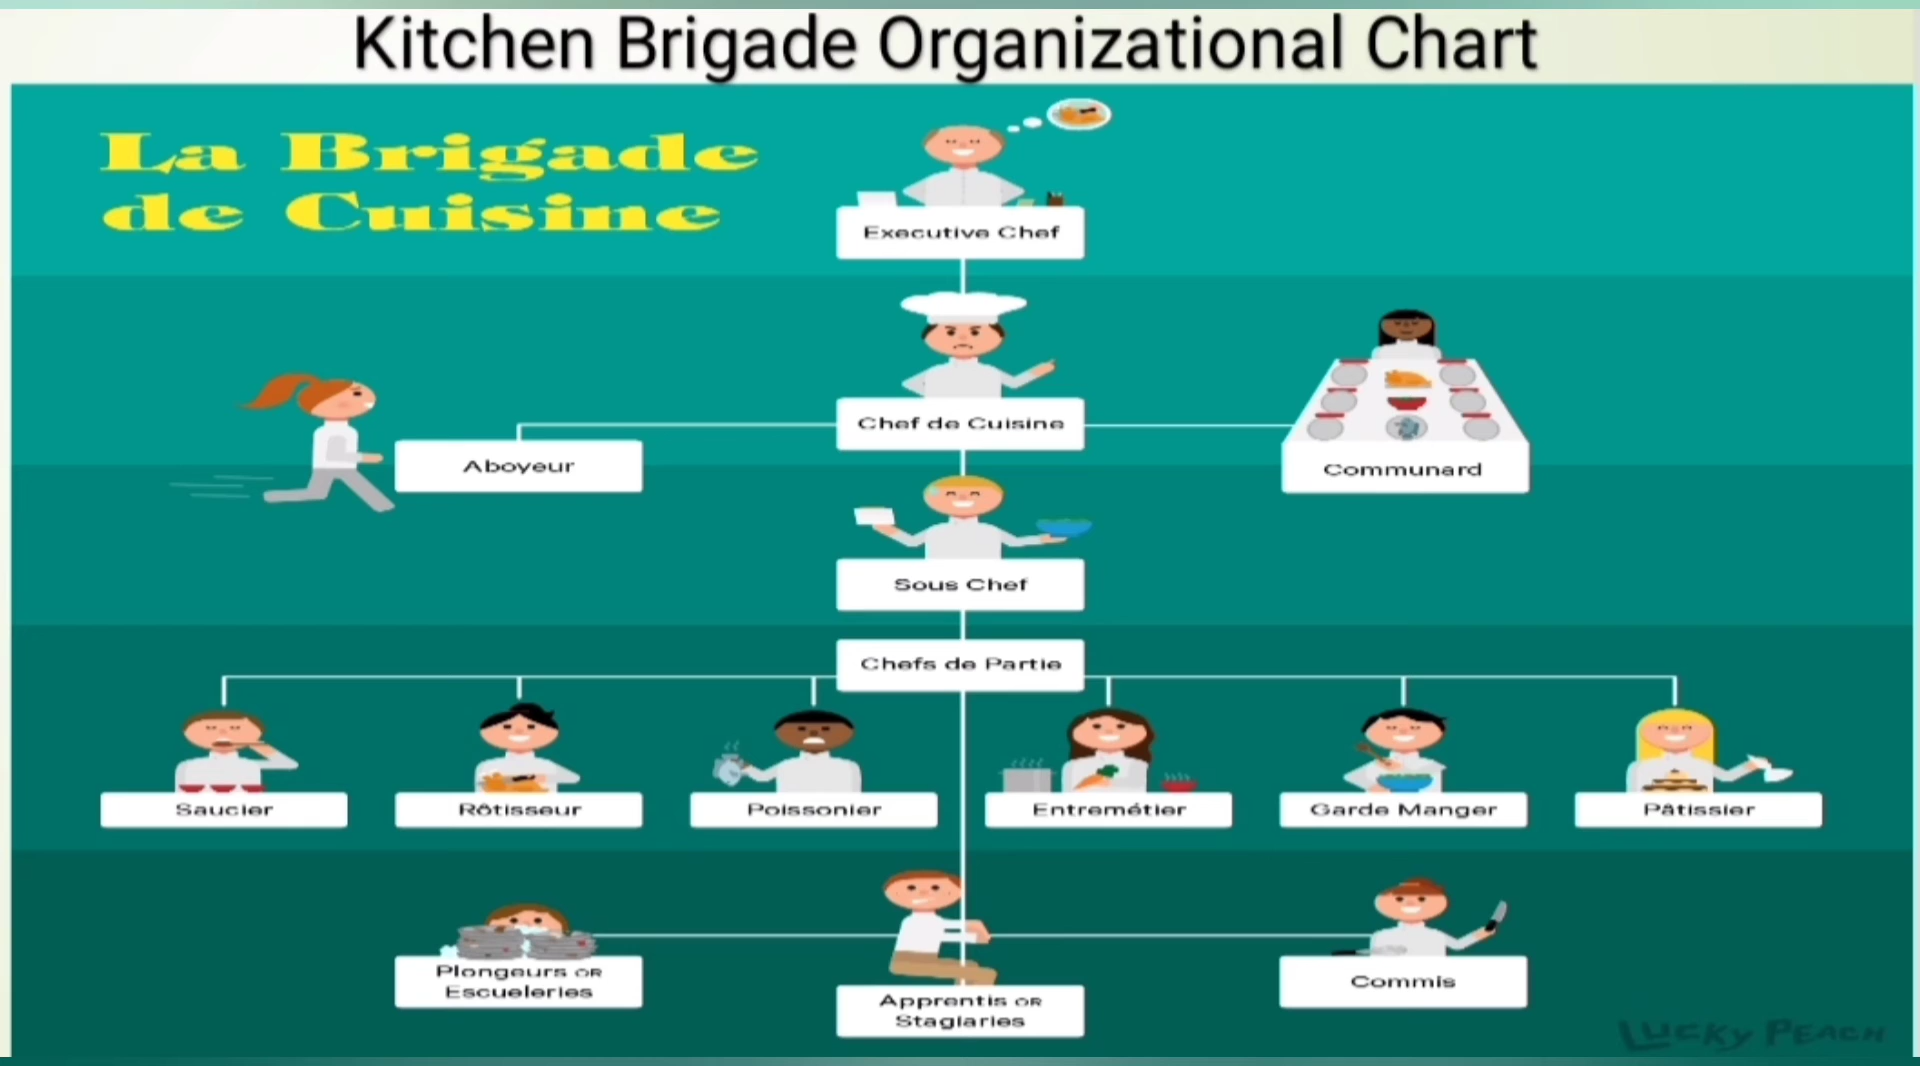 Kitchen Brigade Organizational Chart
La Brigade
de Cuisine
Executive Chef
Chef de Cuisine
Aboyeur
Communard
Sous Chef
Chefs de Partie
Saucier
Rôtisseur
Poissonier
Entremétier
Garde Manger
Pâtissier
Plongeurs OR
Escueleries
Apprentis OR
Stagiaries
Commis
LUCKY PEACH